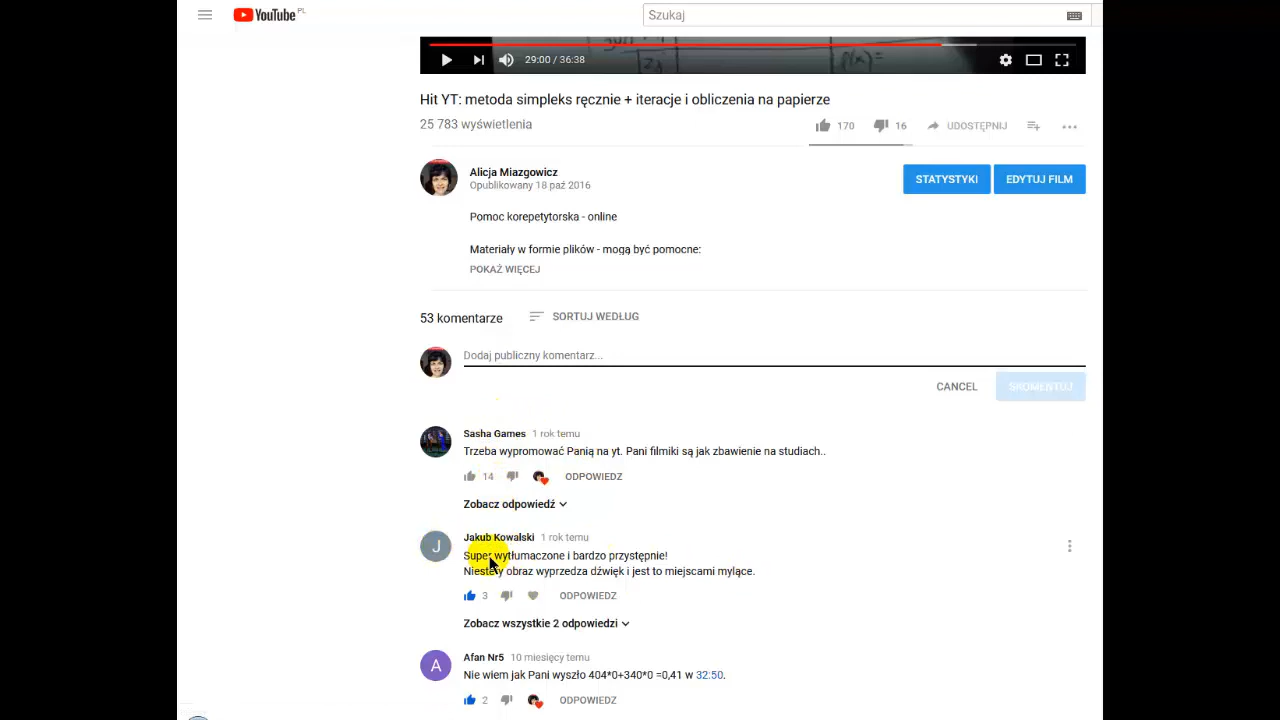 YouTube PL
Szukaj
29:00 / 36:38
Hit YT: metoda simpleks ręcznie + iteracje i obliczenia na papierze
25 783 wyświetlenia
170
16
UDOSTĘPNIJ
Alicja Miazgowicz
Opublikowany 18 paź 2016
STATYSTYKI
EDYTUJ FILM
Pomoc korepetytorska - online
Materiały w formie plików - mogą być pomocne:
POKAŻ WIĘCEJ
53 komentarze
SORTUJ WEDŁUG
Dodaj publiczny komentarz...
CANCEL
SKOMENTUJ
Sasha Games 1 rok temu
Trzeba wypromować Panią na yt. Pani filmiki są jak zbawienie na studiach..
14
ODPOWIEDZ
Zobacz odpowiedź
J
Jakub Kowalski 1 rok temu
Super wytłumaczone i bardzo przystępnie!
Niestety obraz wyprzedza dźwięk i jest to miejscami mylące.
3
ODPOWIEDZ
Zobacz wszystkie 2 odpowiedzi
A
Afan Nr5 10 miesięcy temu
Nie wiem jak Pani wyszło 404*0+340*0 =0,41 w 32:50.
2
ODPOWIEDZ